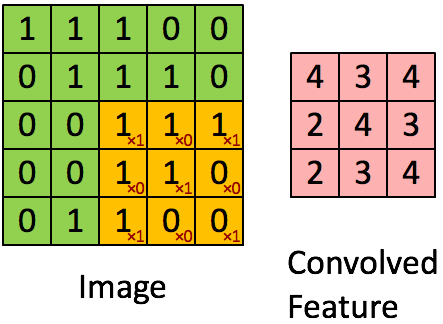 1 1 1 0 0
0 1 1 1 0
0 0 1×1 1×0 1×1
0 0 1×0 1×1 0×0
0 1 1×1 0×0 0×1
4 3 4
2 4 3
2 3 4
Image
Convolved
Feature